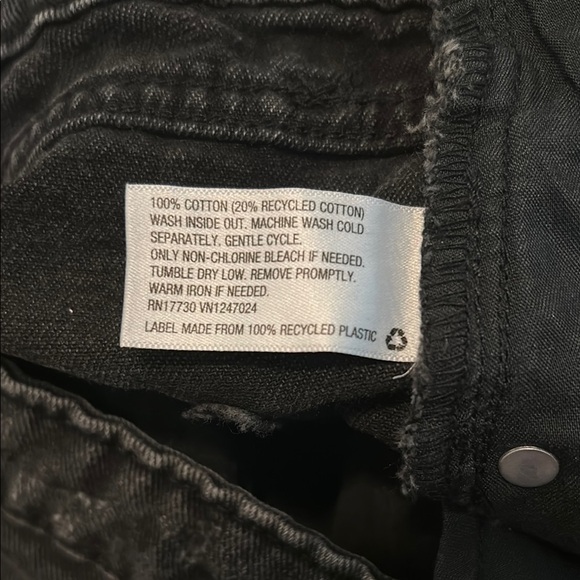 100% COTTON (20% RECYCLED COTTON)
WASH INSIDE OUT. MACHINE WASH COLD
SEPARATELY. GENTLE CYCLE.
ONLY NON-CHLORINE BLEACH IF NEEDED.
TUMBLE DRY LOW. REMOVE PROMPTLY.
WARM IRON IF NEEDED.
RN17730 VN1247024
LABEL MADE FROM 100% RECYCLED PLASTIC